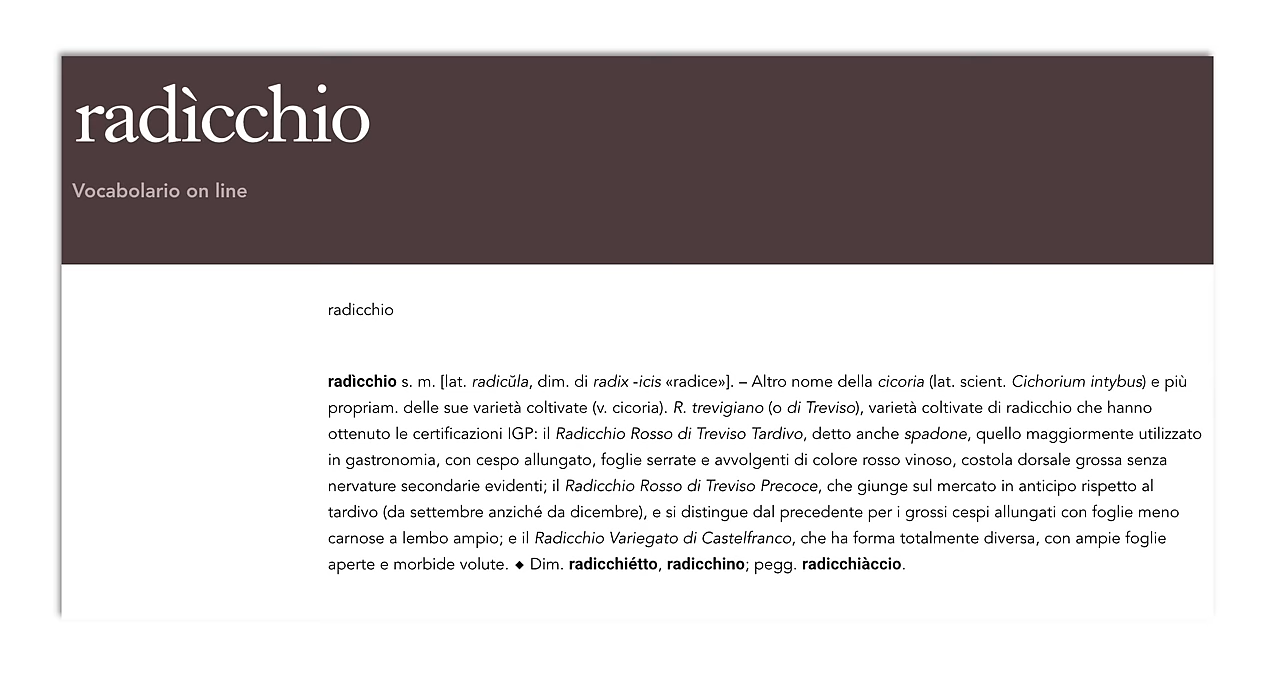 radìcchio
Vocabolario on line
radicchio
radìcchio s. m. [lat. radicŭla, dim. di radix -icis «radice»]. – Altro nome della cicoria (lat. scient. Cichorium intybus) e più
propriam. delle sue varietà coltivate (v. cicoria). R. trevigiano (o di Treviso), varietà coltivate di radicchio che hanno
ottenuto le certificazioni IGP: il Radicchio Rosso di Treviso Tardivo, detto anche spadone, quello maggiormente utilizzato
in gastronomia, con cespo allungato, foglie serrate e avvolgenti di colore rosso vinoso, costola dorsale grossa senza
nervature secondarie evidenti; il Radicchio Rosso di Treviso Precoce, che giunge sul mercato in anticipo rispetto al
tardivo (da settembre anziché da dicembre), e si distingue dal precedente per i grossi cespi allungati con foglie meno
carnose a lembo ampio; e il Radicchio Variegato di Castelfranco, che ha forma totalmente diversa, con ampie foglie
aperte e morbide volute. ◆ Dim. radicchiétto, radicchino; pegg. radicchiàccio.